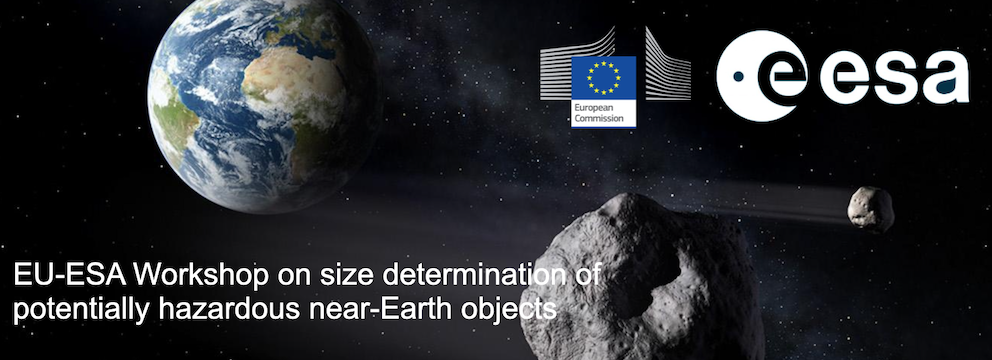 European
Commission
esa
EU-ESA Workshop on size determination of
potentially hazardous near-Earth objects